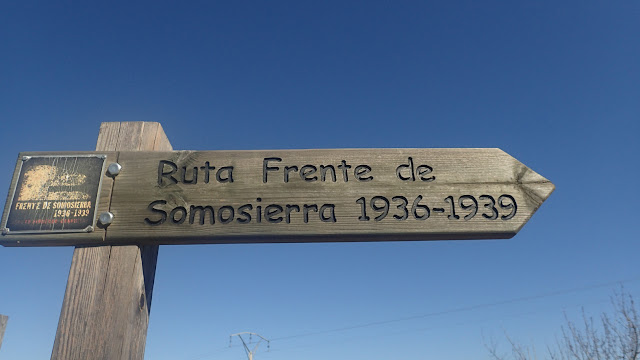 Ruta Frente de
Somosierra 1936-1939
FRENTE DE SOMOSIERRA
1936-1939